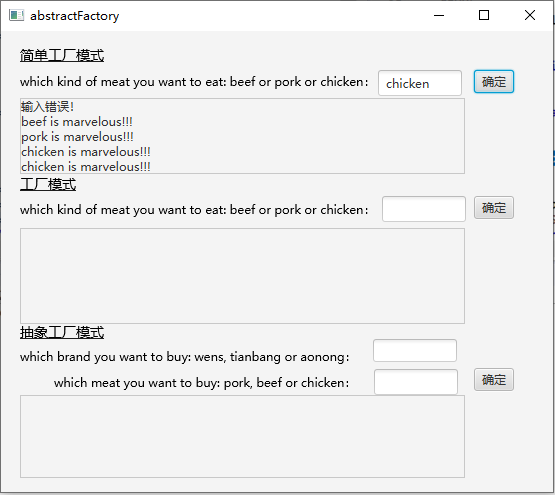 abstractFactory
简单工厂模式
which kind of meat you want to eat: beef or pork or chicken： chicken 确定
输入错误!
beef is marvelous!!!
pork is marvelous!!!
chicken is marvelous!!!
chicken is marvelous!!!
工厂模式
which kind of meat you want to eat: beef or pork or chicken： 确定
抽象工厂模式
which brand you want to buy: wens, tianbang or aonong：
which meat you want to buy: pork, beef or chicken： 确定